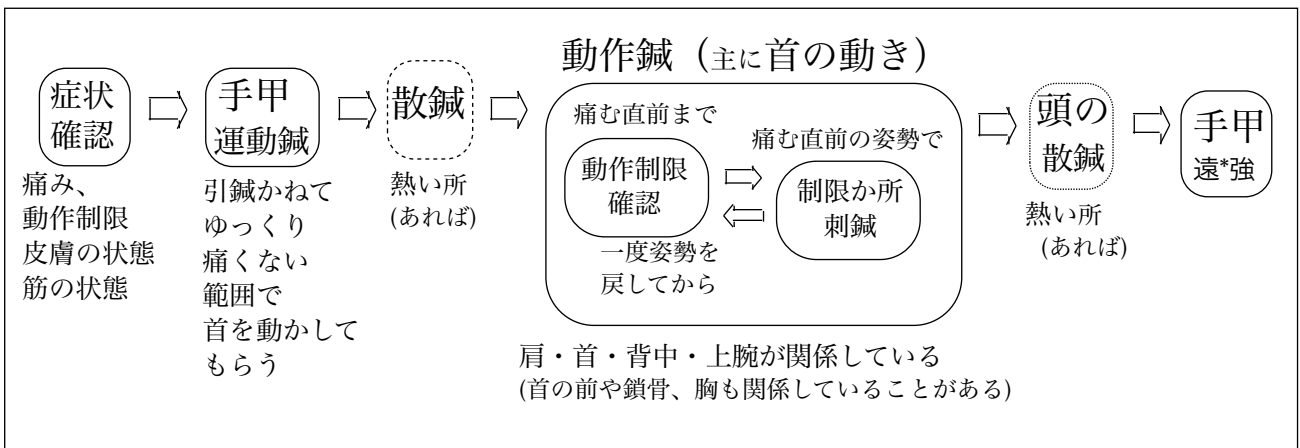 症状
確認
痛み、
動作制限
皮膚の状態
筋の状態
手甲
運動鍼
引鍼かねて
ゆっくり
痛くない
範囲で
首を動かして
もらう
散鍼
熱い所
(あれば)
動作鍼（主に首の動き）
痛む直前まで
動作制限
確認
一度姿勢を
戻してから
痛む直前の姿勢で
制限か所
刺鍼
肩・首・背中・上腕が関係している
(首の前や鎖骨、胸も関係していることがある)
頭の
散鍼
熱い所
(あれば)
手甲
遠*強